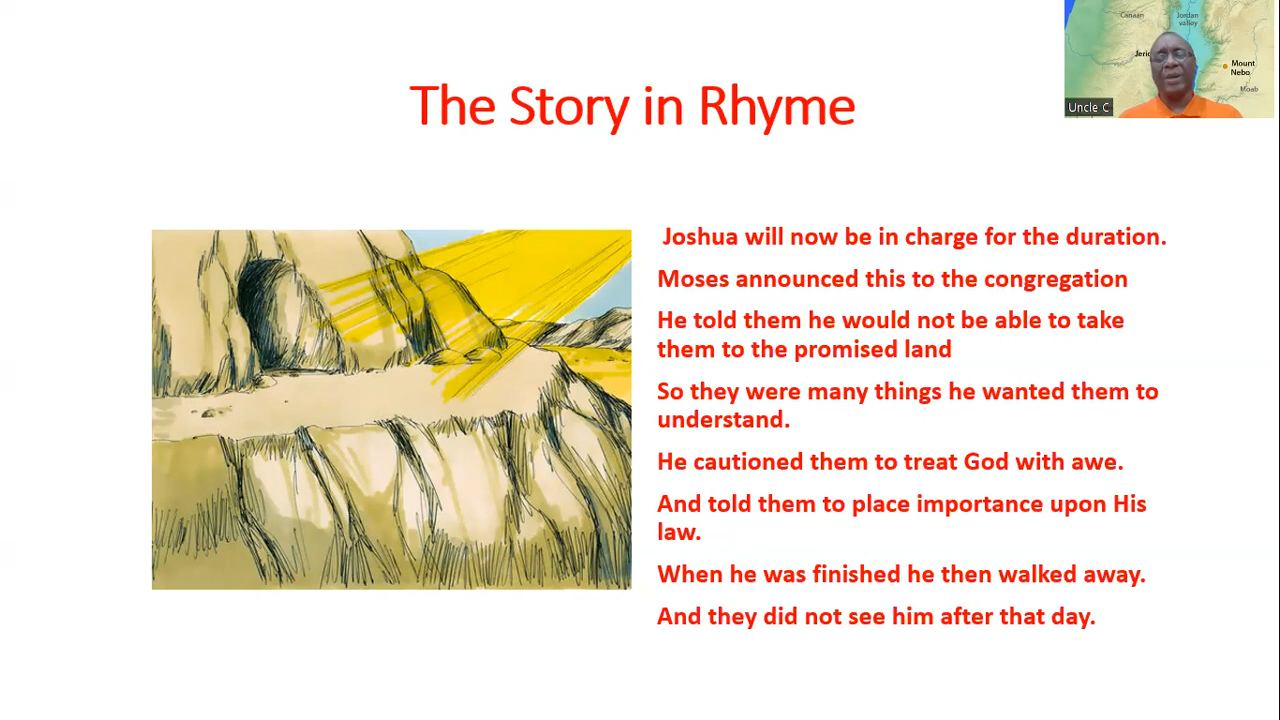 Canaan
Jordan
valley
Mount
Nebo
Moab
Uncle C
The Story in Rhyme
Joshua will now be in charge for the duration.
Moses announced this to the congregation
He told them he would not be able to take
them to the promised land
So they were many things he wanted them to
understand.
He cautioned them to treat God with awe.
And told them to place importance upon His
law.
When he was finished he then walked away.
And they did not see him after that day.